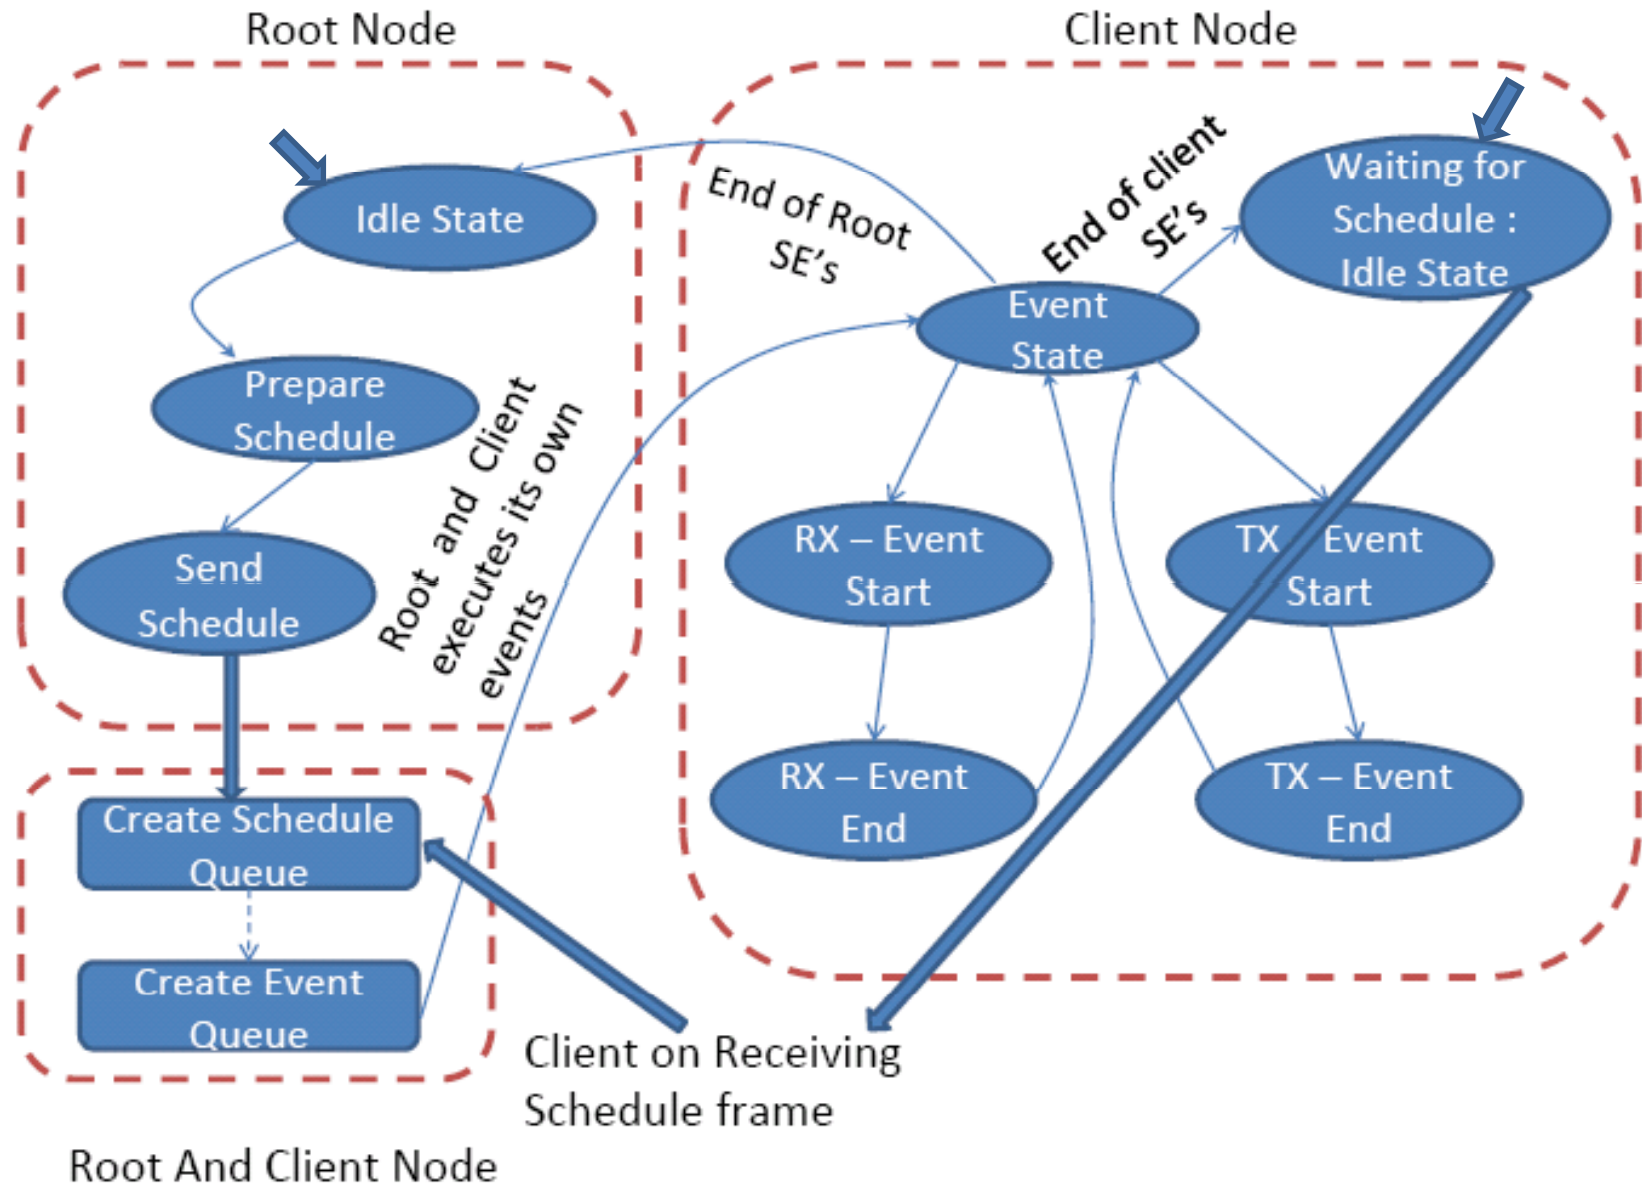 Root Node
Client Node
Idle State
Prepare
Schedule
Send
Schedule
Root and Client
executes its own
events
End of Root
SE's
End of client
SE's
Waiting for
Schedule :
Idle State
Event
State
RX – Event
Start
TX Event
Start
RX – Event
End
TX – Event
End
Create Schedule
Queue
Create Event
Queue
Client on Receiving
Schedule frame
Root And Client Node